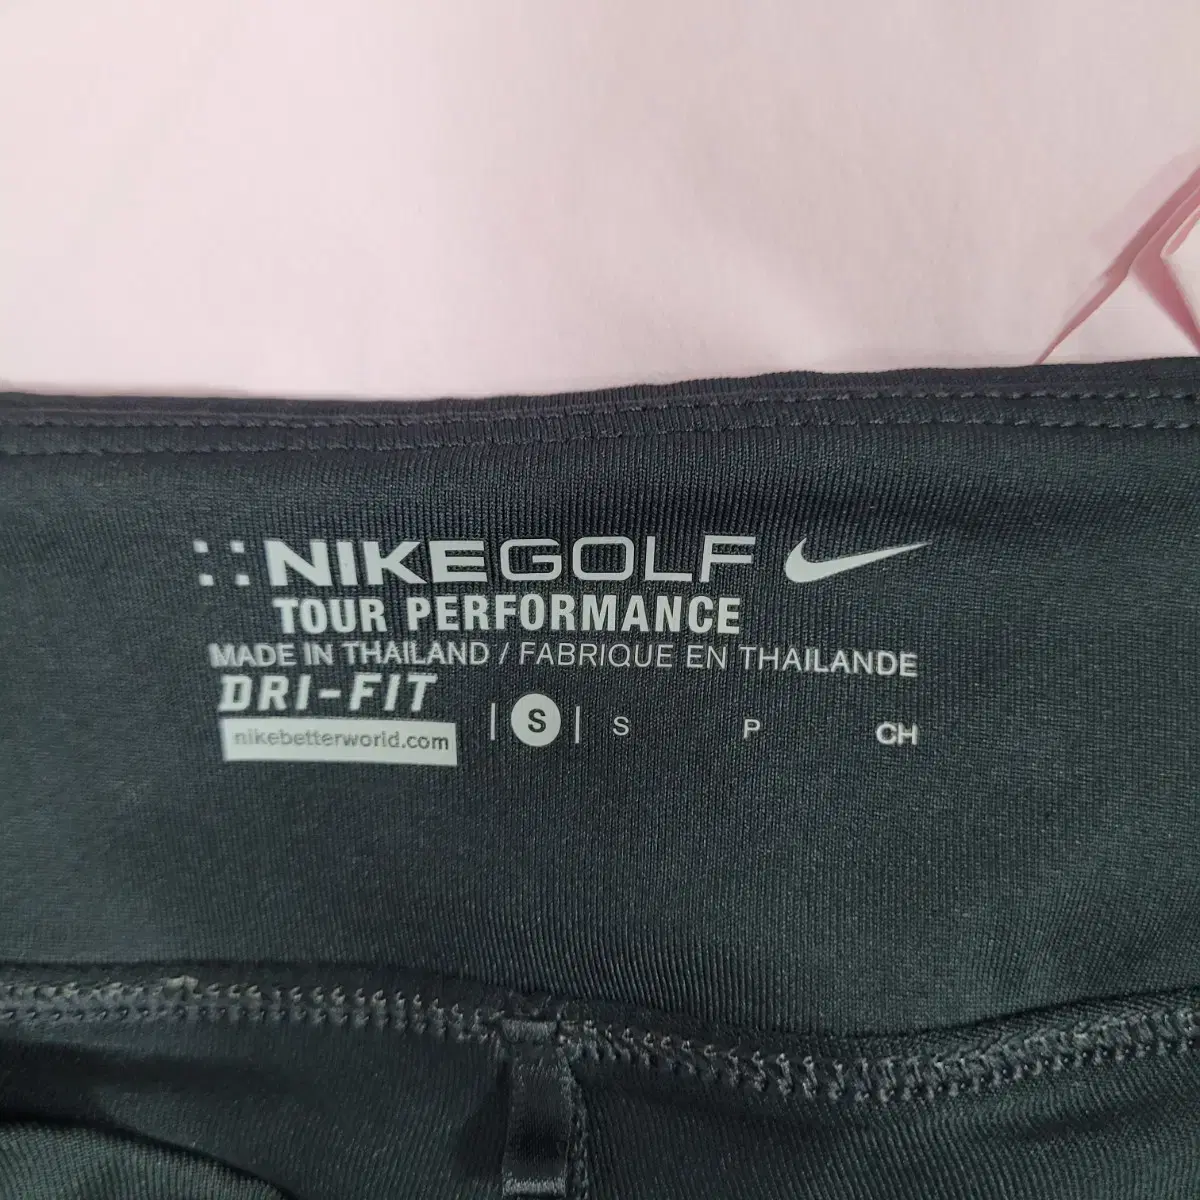 NIKEGOLF
TOUR PERFORMANCE
MADE IN THAILAND / FABRIQUE EN THAILANDE
DRI-FIT
nikebetterworld.com | S | S P CH